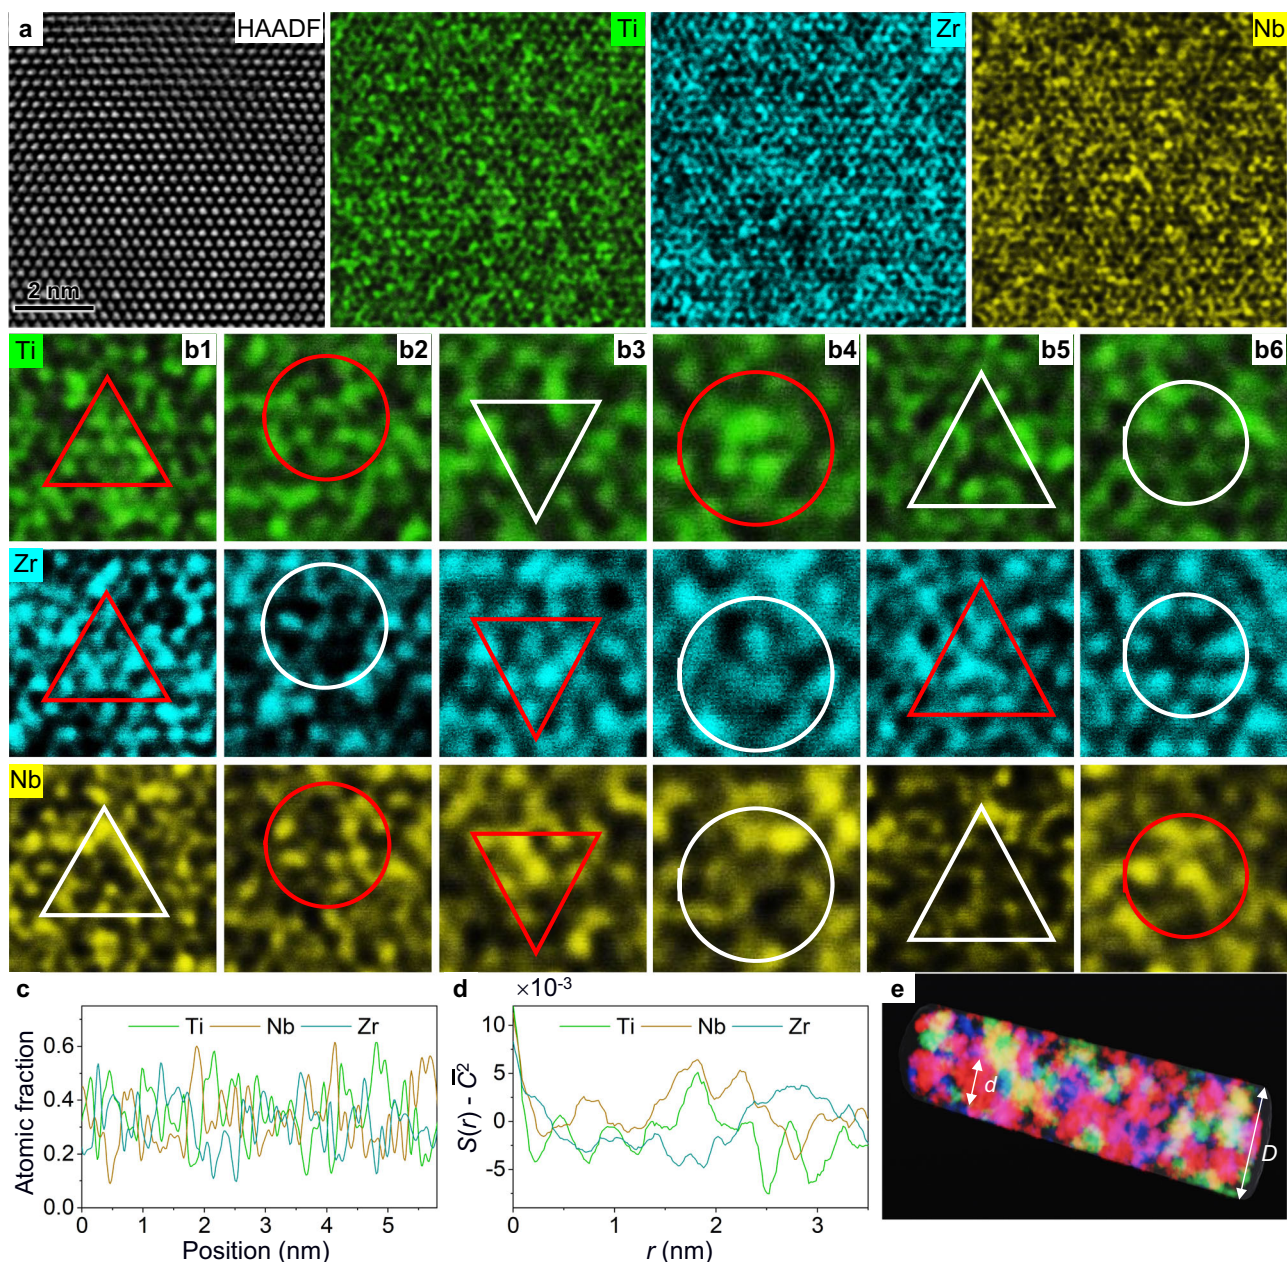 a HAADF Ti Zr Nb
2 nm
Ti b1 b2 b3 b4 b5 b6
Zr
Nb
c
Ti Nb Zr
0.6
0.4
0.2
0.0
0 1 2 3 4 5
Atomic fraction
Position (nm)
d ×10⁻³
Ti Nb Zr
10
5
0
-5
0 1 2 3
S(r) - C̅²
r (nm)
e
d
D